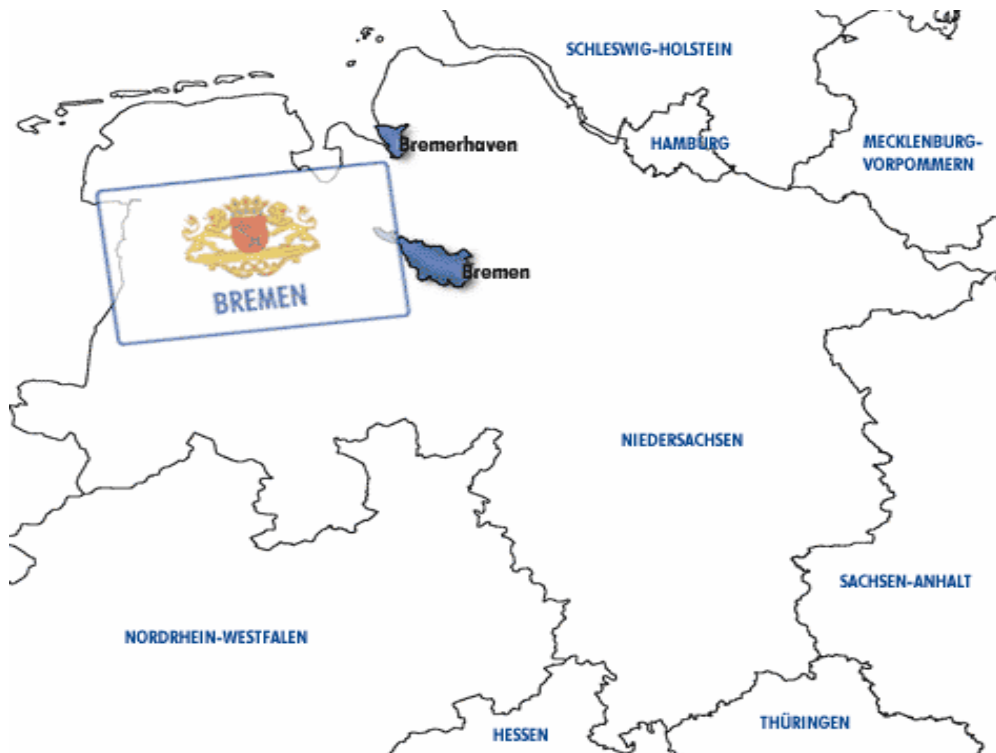 SCHLESWIG-HOLSTEIN
Bremerhaven
HAMBURG
MECKLENBURG-
VORPOMMERN
Bremen
BREMEN
NIEDERSACHSEN
SACHSEN-ANHALT
NORDRHEIN-WESTFALEN
THÜRINGEN
HESSEN